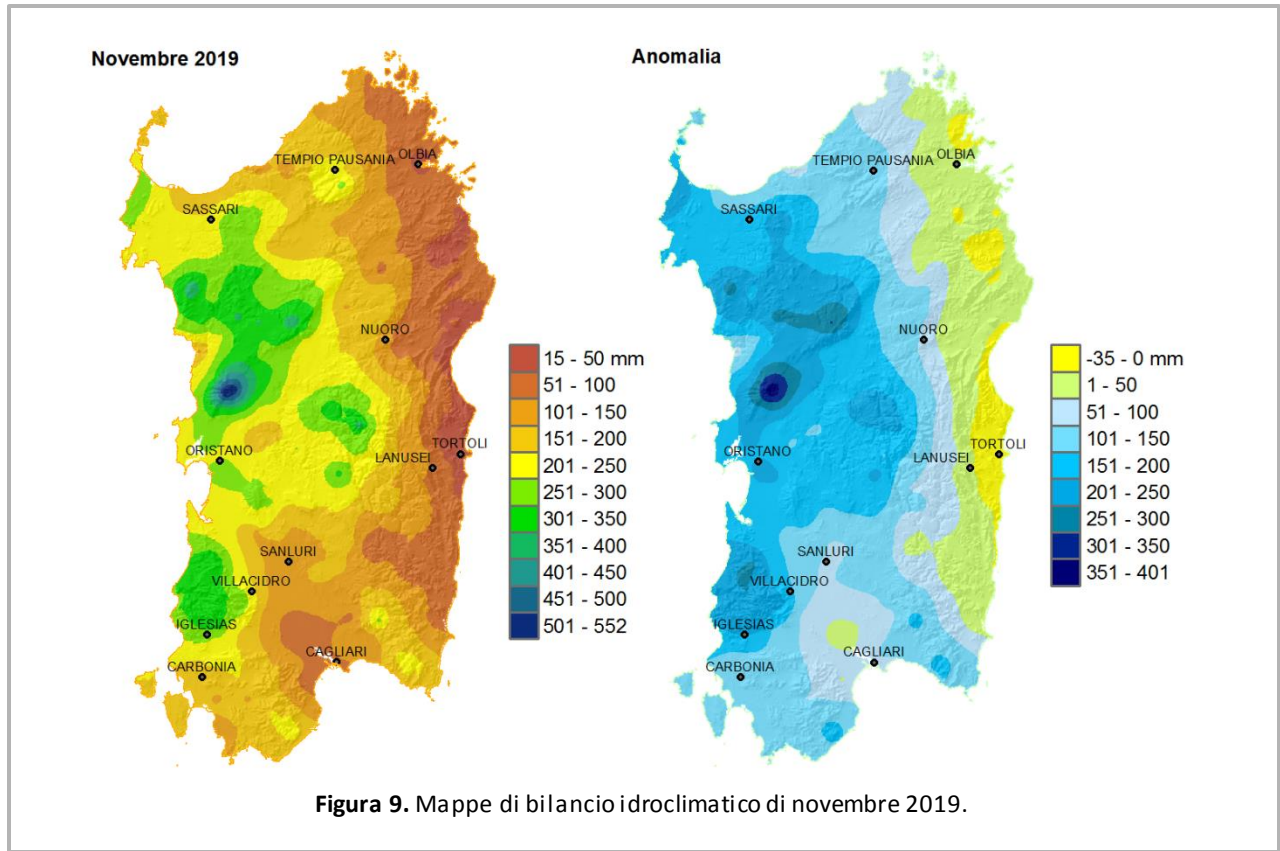 Novembre 2019
TEMPIO PAUSANIA
OLBIA
SASSARI
NUORO
ORISTANO
TORTOLI
LANUSEI
SANLURI
VILLACIDRO
IGLESIAS
CAGLIARI
CARBONIA
15 - 50 mm
51 - 100
101 - 150
151 - 200
201 - 250
251 - 300
301 - 350
351 - 400
401 - 450
451 - 500
501 - 552
Anomalia
TEMPIO PAUSANIA
OLBIA
SASSARI
NUORO
ORISTANO
TORTOLI
LANUSEI
SANLURI
VILLACIDRO
IGLESIAS
CAGLIARI
CARBONIA
-35 - 0 mm
1 - 50
51 - 100
101 - 150
151 - 200
201 - 250
251 - 300
301 - 350
351 - 401
Figura 9. Mappe di bilancio idroclimatico di novembre 2019.